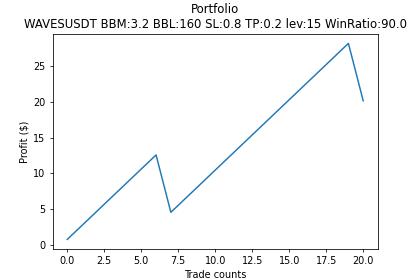 Portfolio
WAVESUSDT BBM:3.2 BBL:160 SL:0.8 TP:0.2 lev:15 WinRatio:90.0
Profit ($)
25
20
15
10
5
0
0.0 2.5 5.0 7.5 10.0 12.5 15.0 17.5 20.0
Trade counts